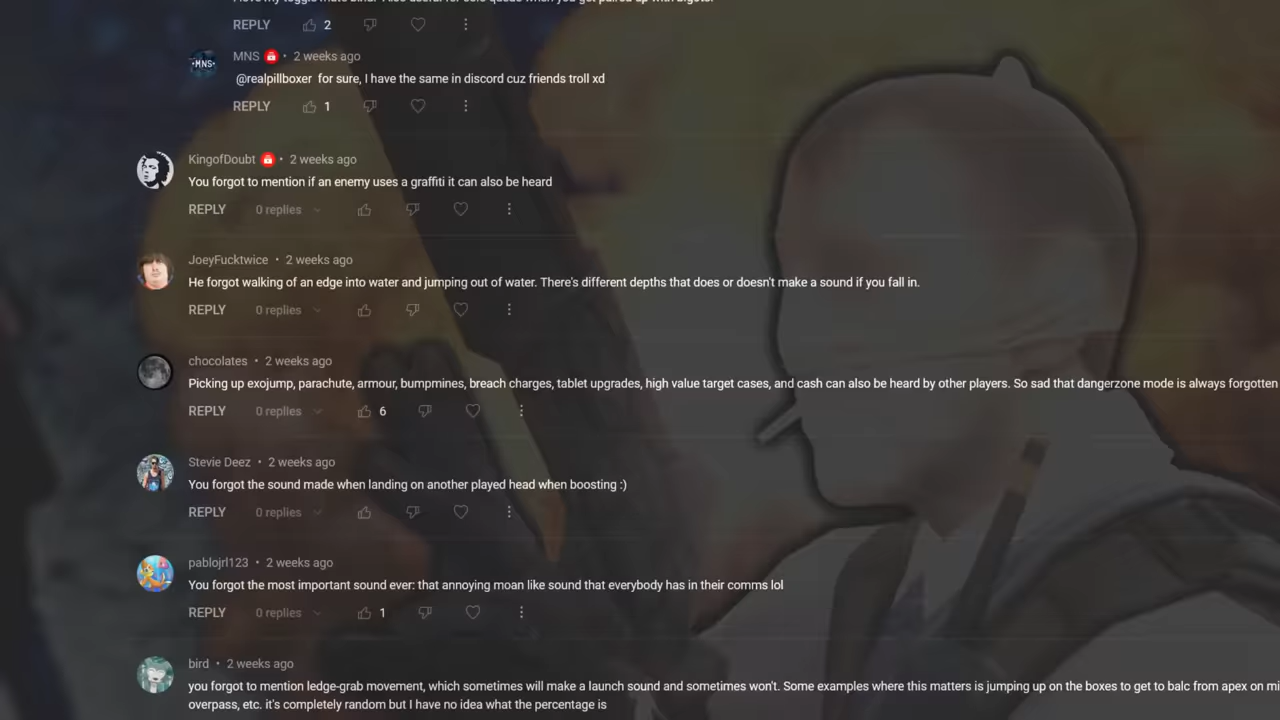 REPLY 2
MNS • 2 weeks ago
@realpillboxer for sure, I have the same in discord cuz friends troll xd
REPLY 1
KingofDoubt • 2 weeks ago
You forgot to mention if an enemy uses a graffiti it can also be heard
REPLY 0 replies
JoeyFucktwice • 2 weeks ago
He forgot walking of an edge into water and jumping out of water. There's different depths that does or doesn't make a sound if you fall in.
REPLY 0 replies
chocolates • 2 weeks ago
Picking up exojump, parachute, armour, bumpmines, breach charges, tablet upgrades, high value target cases, and cash can also be heard by other players. So sad that dangerzone mode is always forgotten
REPLY 0 replies 6
Stevie Deez • 2 weeks ago
You forgot the sound made when landing on another played head when boosting :)
REPLY 0 replies
pablojrl123 • 2 weeks ago
You forgot the most important sound ever: that annoying moan like sound that everybody has in their comms lol
REPLY 0 replies 1
bird • 2 weeks ago
you forgot to mention ledge-grab movement, which sometimes will make a launch sound and sometimes won't. Some examples where this matters is jumping up on the boxes to get to balc from apex on mi
overpass, etc. it's completely random but I have no idea what the percentage is